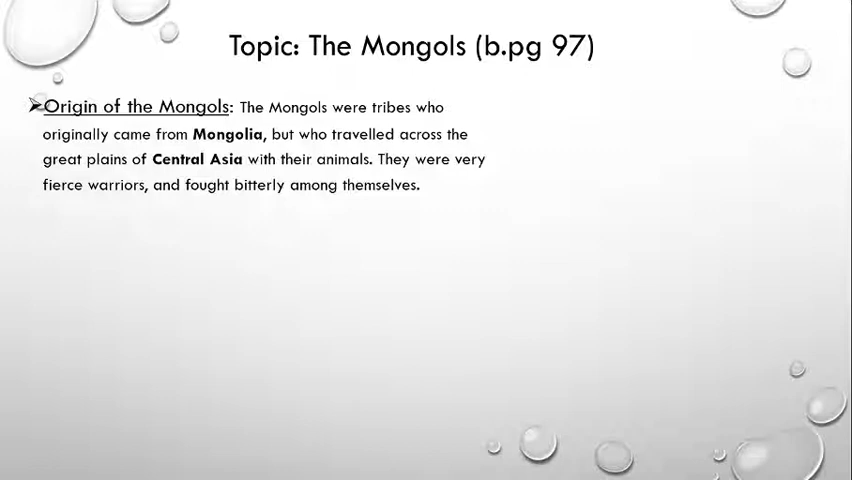 Topic: The Mongols (b.pg 97)
➤Origin of the Mongols: The Mongols were tribes who
originally came from Mongolia, but who travelled across the
great plains of Central Asia with their animals. They were very
fierce warriors, and fought bitterly among themselves.